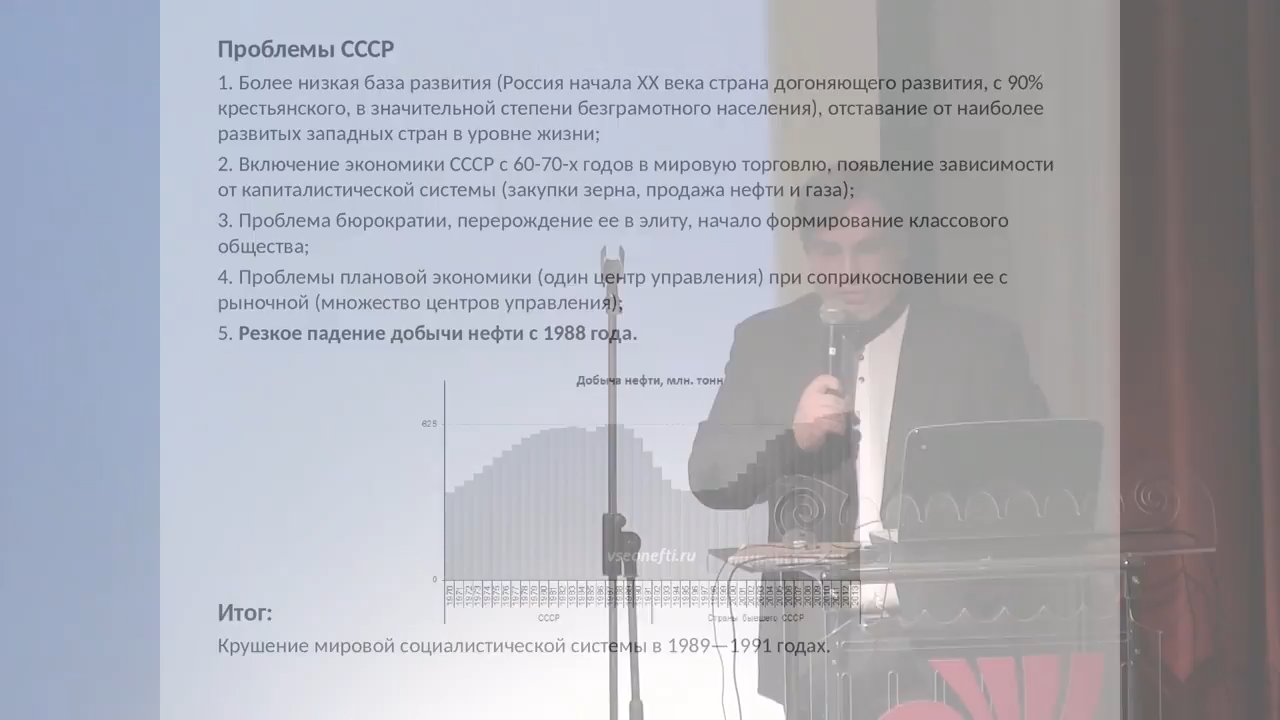 Проблемы СССР
1. Более низкая база развития (Россия начала XX века страна догоняющего развития, с 90%
крестьянского, в значительной степени безграмотного населения), отставание от наиболее
развитых западных стран в уровне жизни;
2. Включение экономики СССР с 60-70-х годов в мировую торговлю, появление зависимости
от капиталистической системы (закупки зерна, продажа нефти и газа);
3. Проблема бюрократии, перерождение ее в элиту, начало формирование классового
общества;
4. Проблемы плановой экономики (один центр управления) при соприкосновении ее с
рыночной (множество центров управления);
5. Резкое падение добычи нефти с 1988 года.
Добыча нефти, млн. тонн
625
vseonefti.ru
0
СССР
Страны бывшего СССР
Итог:
Крушение мировой социалистической системы в 1989—1991 годах.